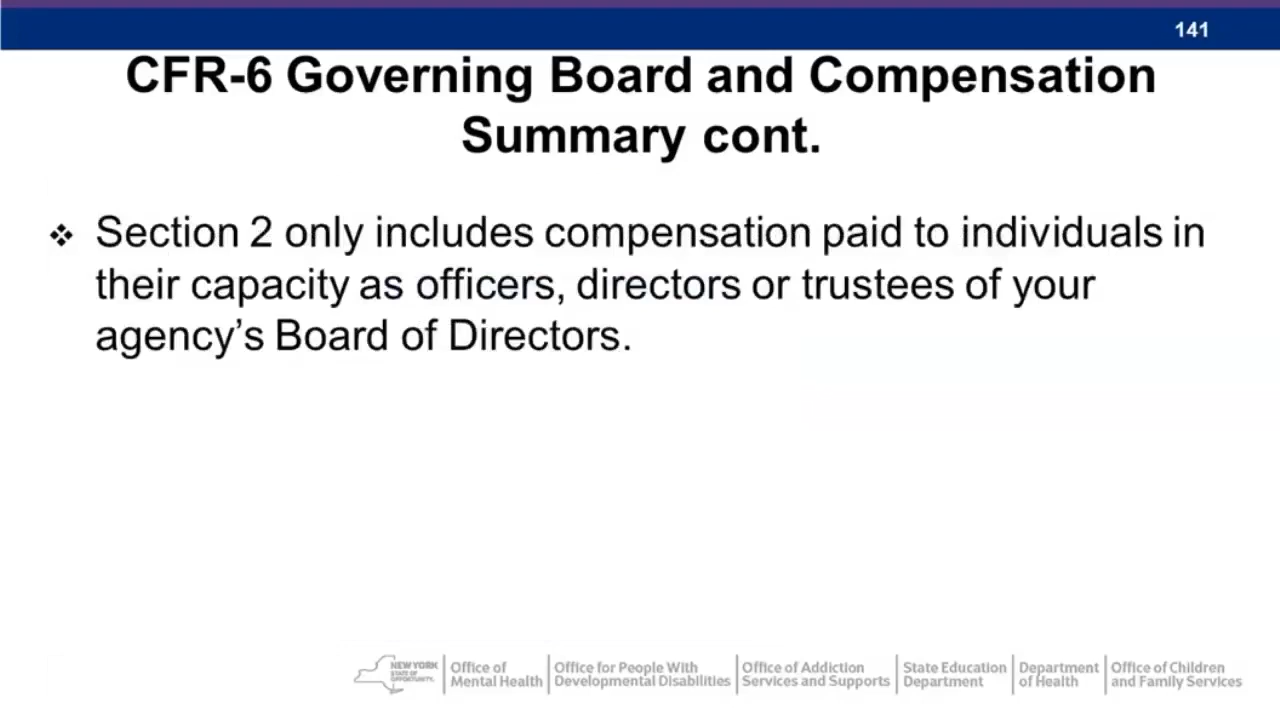 141
CFR-6 Governing Board and Compensation
Summary cont.
❖ Section 2 only includes compensation paid to individuals in
their capacity as officers, directors or trustees of your
agency’s Board of Directors.
NEW YORK
STATE OF
OPPORTUNITY.
Office of
Mental Health
Office for People With
Developmental Disabilities
Office of Addiction
Services and Supports
State Education
Department
Department
of Health
Office of Children
and Family Services